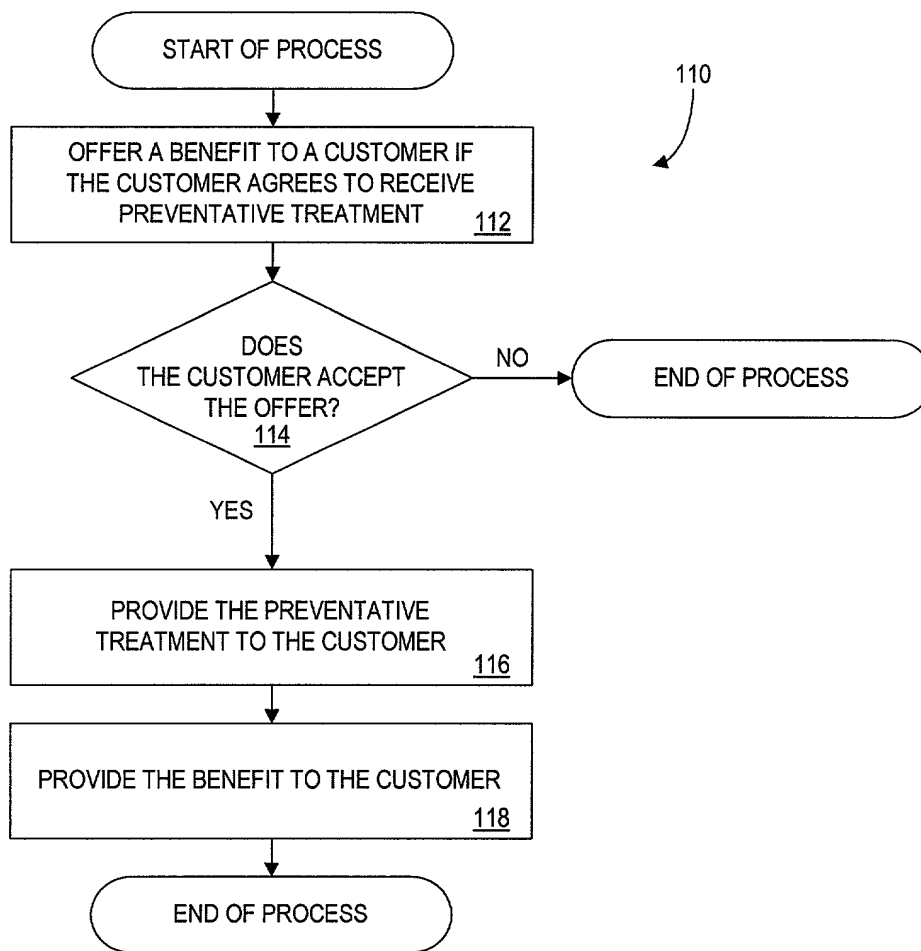 START OF PROCESS
110
OFFER A BENEFIT TO A CUSTOMER IF
THE CUSTOMER AGREES TO RECEIVE
PREVENTATIVE TREATMENT
112
DOES
THE CUSTOMER ACCEPT
THE OFFER?
114
NO
END OF PROCESS
YES
PROVIDE THE PREVENTATIVE
TREATMENT TO THE CUSTOMER
116
PROVIDE THE BENEFIT TO THE CUSTOMER
118
END OF PROCESS